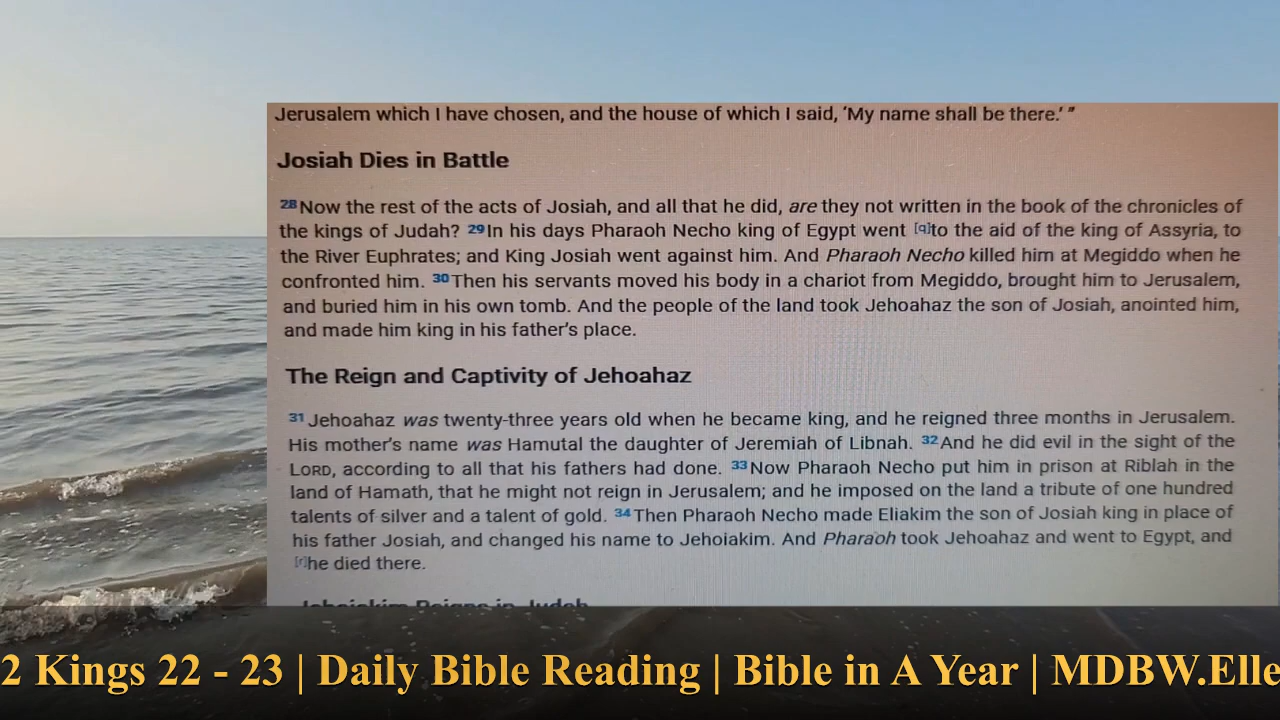 Jerusalem which I have chosen, and the house of which I said, ‘My name shall be there.’ ”
Josiah Dies in Battle
28 Now the rest of the acts of Josiah, and all that he did, are they not written in the book of the chronicles of
the kings of Judah? 29 In his days Pharaoh Necho king of Egypt went [q]to the aid of the king of Assyria, to
the River Euphrates; and King Josiah went against him. And Pharaoh Necho killed him at Megiddo when he
confronted him. 30 Then his servants moved his body in a chariot from Megiddo, brought him to Jerusalem,
and buried him in his own tomb. And the people of the land took Jehoahaz the son of Josiah, anointed him,
and made him king in his father’s place.
The Reign and Captivity of Jehoahaz
31 Jehoahaz was twenty-three years old when he became king, and he reigned three months in Jerusalem.
His mother’s name was Hamutal the daughter of Jeremiah of Libnah. 32 And he did evil in the sight of the
LORD, according to all that his fathers had done. 33 Now Pharaoh Necho put him in prison at Riblah in the
land of Hamath, that he might not reign in Jerusalem; and he imposed on the land a tribute of one hundred
talents of silver and a talent of gold. 34 Then Pharaoh Necho made Eliakim the son of Josiah king in place of
his father Josiah, and changed his name to Jehoiakim. And Pharaoh took Jehoahaz and went to Egypt, and
[r]he died there.
Jehoiakim Reigns in Judah
2 Kings 22 - 23 | Daily Bible Reading | Bible in A Year | MDBW.Elle